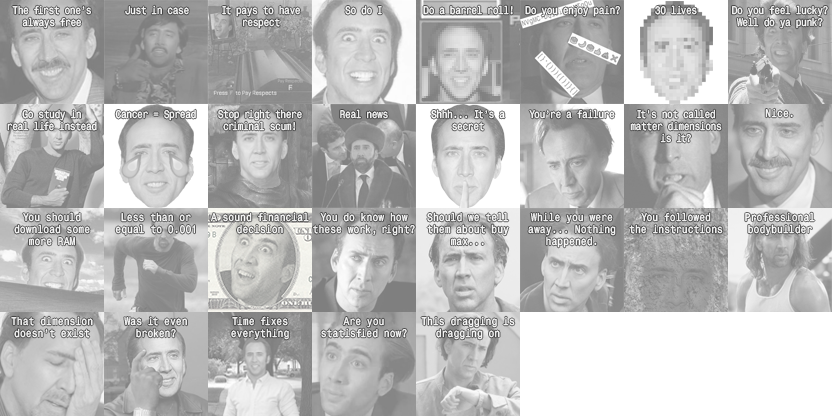 The first one's
always free
Just in case
It pays to have
respect
Press F to Pay Respects
F
So do I
Do a barrel roll!
Do you enjoy pain?
30 lives
Do you feel lucky?
Well do ya punk?
Go study in
real life instead
Cancer = Spread
Stop right there
criminal scum!
Real news
Shhh... It's a
secret
You're a failure
It's not called
matter dimensions
is it?
Nice.
You should
download some
more RAM
Less than or
equal to 0.001
A sound financial
decision
You do know how
these work, right?
Should we tell
them about buy
max...
While you were
away... Nothing
happened.
You followed
the instructions
Professional
bodybuilder
That dimension
doesn't exist
Was it even
broken?
Time fixes
everything
Are you
statisfied now?
This dragging is
dragging on